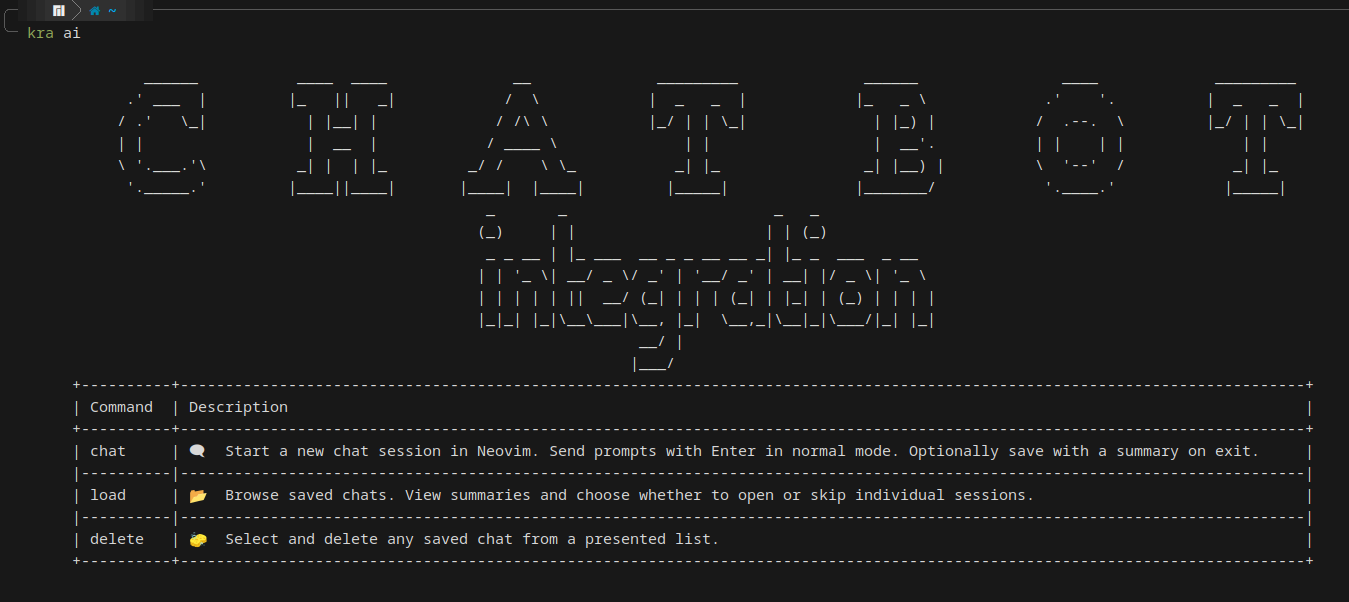 ~
kra ai
CHATBOT
integration
Command Description
chat Start a new chat session in Neovim. Send prompts with Enter in normal mode. Optionally save with a summary on exit.
load Browse saved chats. View summaries and choose whether to open or skip individual sessions.
delete Select and delete any saved chat from a presented list.